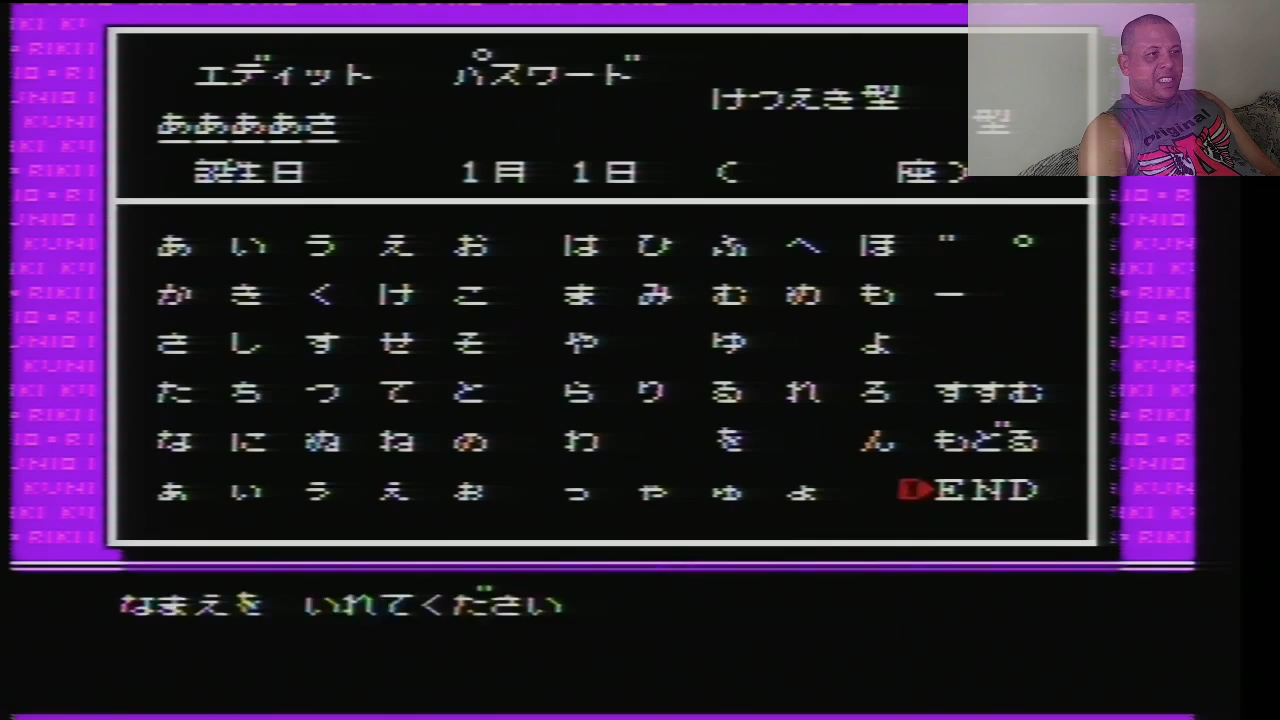 エディット パスワード
けつえき型 型
ああああさ
誕生日 1月 1日 ( 座)
あ い う え お は ひ ふ へ ほ ゛ ゜
か き く け こ ま み む め も ー
さ し す せ そ や ゆ よ
た ち つ て と ら り る れ ろ すすむ
な に ぬ ね の わ を ん もどる
ぁ ぃ ぅ ぇ ぉ っ ゃ ゅ ょ END
なまえを いれてください
Original